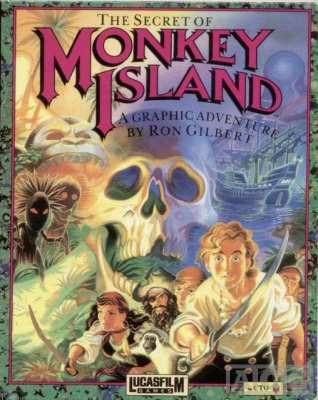 THE SECRET OF
MONKEY
ISLAND
A GRAPHIC ADVENTURE
BY RON GILBERT
LUCASFILM
GAMES